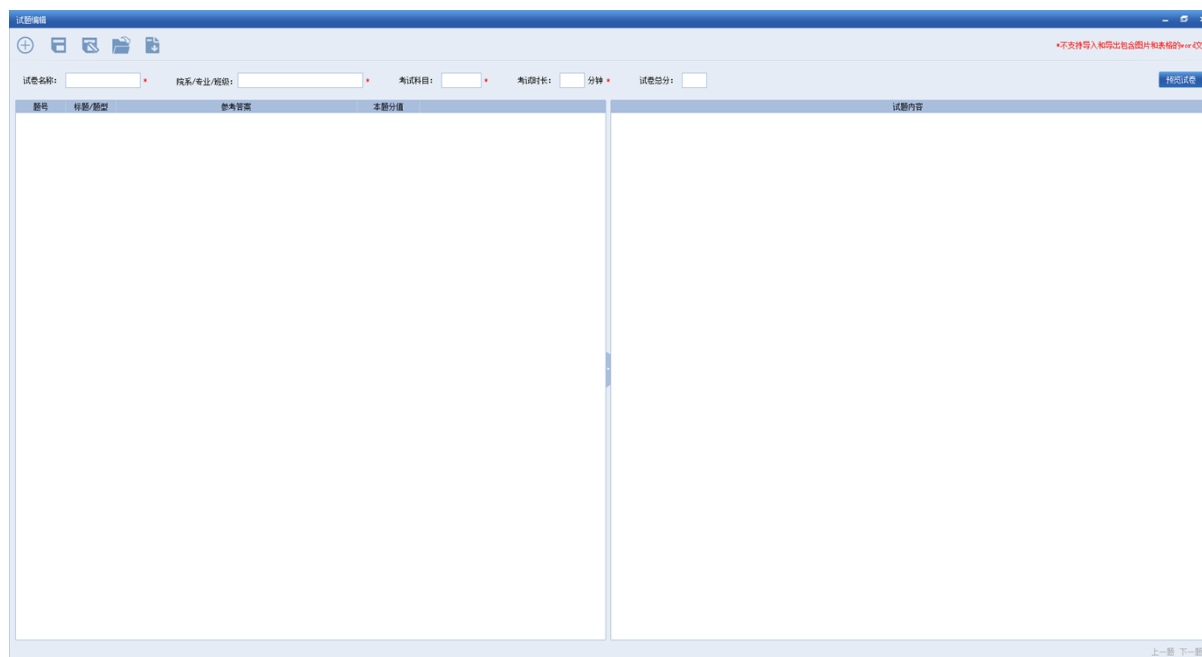 试题编辑
*不支持导入和导出包含图片和表格的word文
试卷名称: * 院系/专业/班级: * 考试科目: * 考试时长: 分钟 * 试卷总分: 预览试卷
题号 标题/题型 参考答案 本题分值 试题内容
上一题 下一题